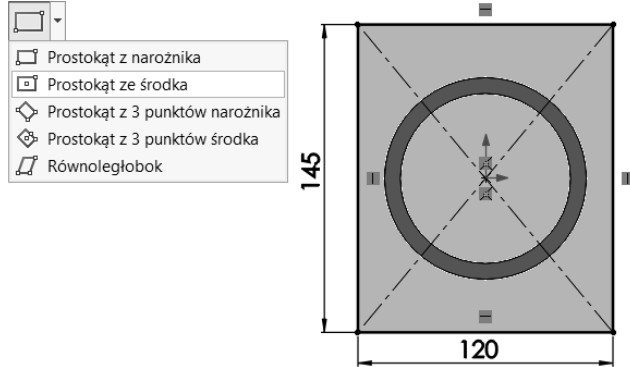 Prostokąt z narożnika
Prostokąt ze środka
Prostokąt z 3 punktów narożnika
Prostokąt z 3 punktów środka
Równoległobok
145
120